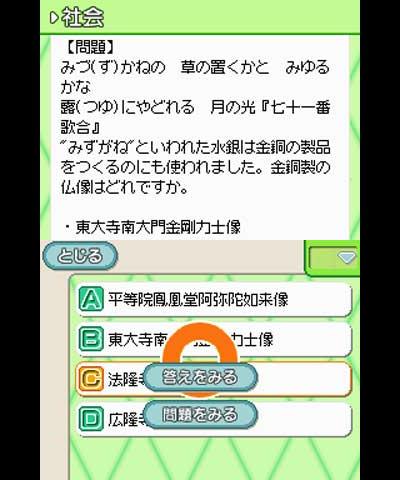 社会
【問題】
みづ(ず)かねの　草の置くかと　みゆる
かな
露(つゆ)にやどれる　月の光『七十一番
歌合』
〝みずがね〟といわれた水銀は金銅の製品
をつくるのにも使われました。金銅製の
仏像はどれですか。
・東大寺南大門金剛力士像
とじる
A 平等院鳳凰堂阿弥陀如来像
B 東大寺南 力士像
C 法隆
答えをみる
D 広隆
問題をみる